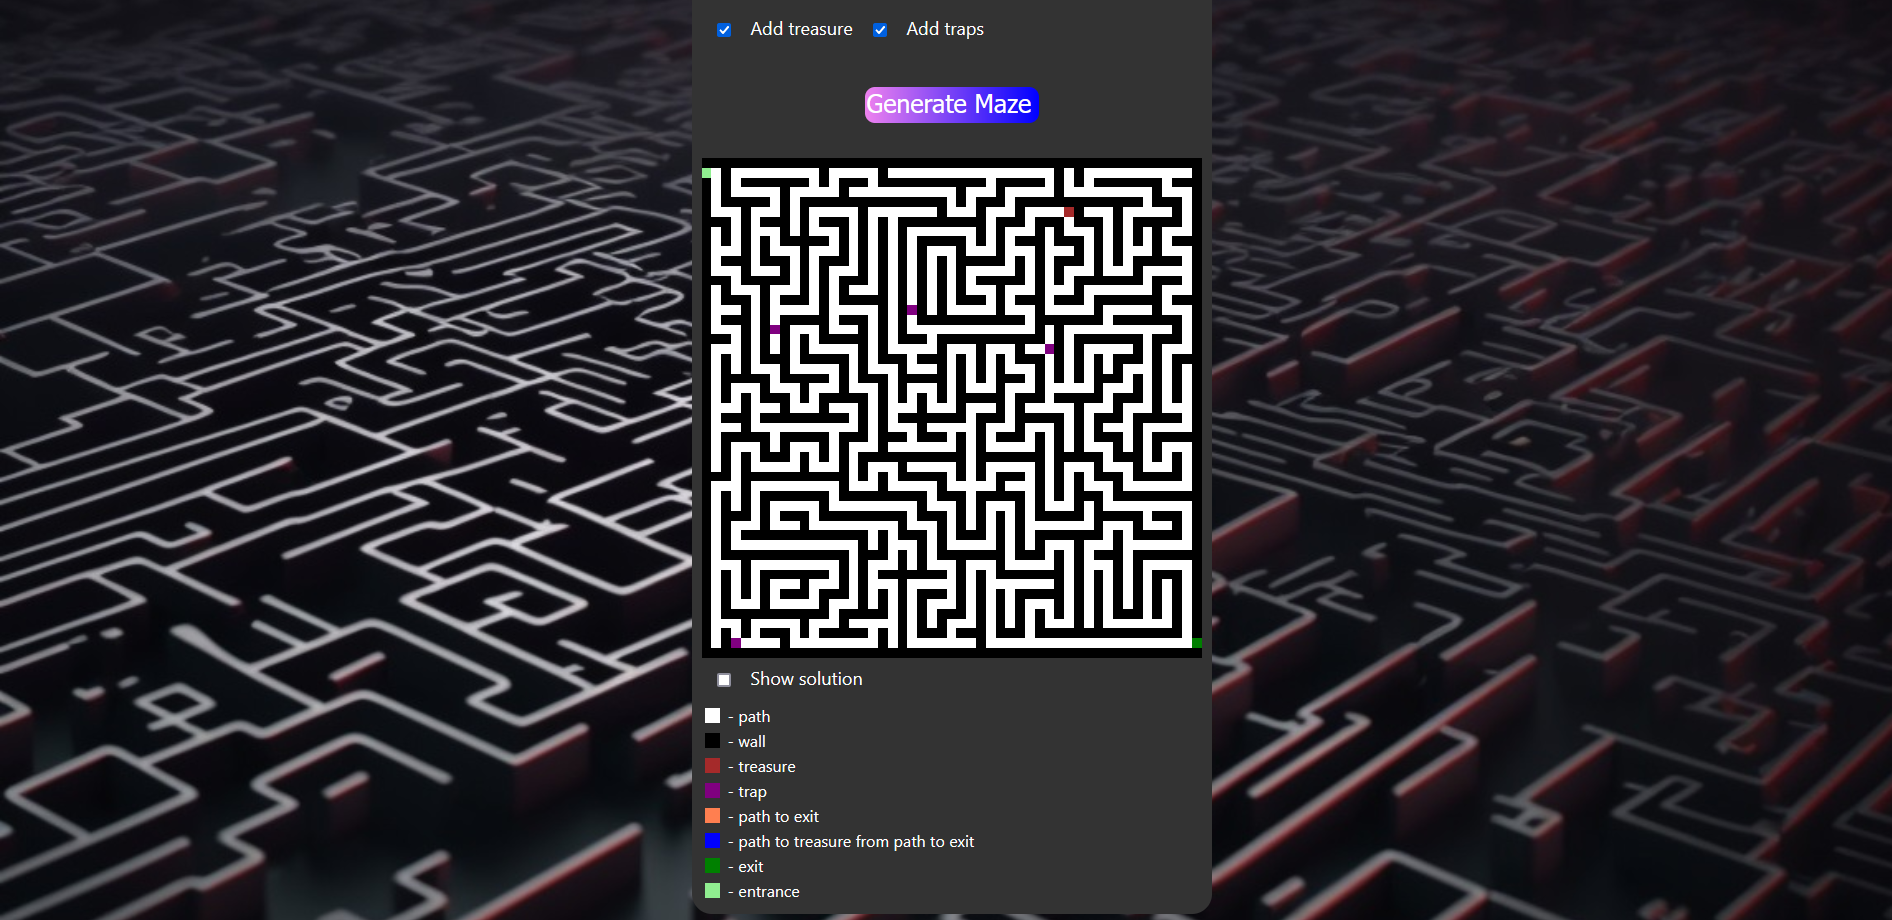 Add treasure Add traps
Generate Maze
Show solution
- path
- wall
- treasure
- trap
- path to exit
- path to treasure from path to exit
- exit
- entrance